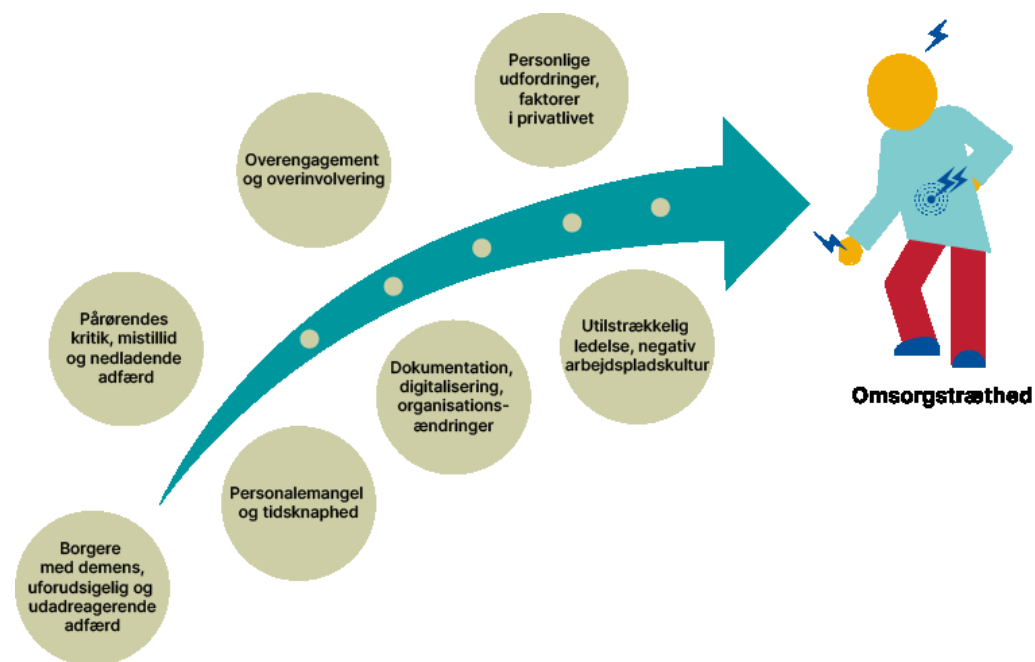 Personlige
udfordringer,
faktorer
i privatlivet
Overengagement
og overinvolvering
Pårørendes
kritik, mistillid
og nedladende
adfærd
Utilstrækkelig
ledelse, negativ
arbejdspladskultur
Dokumentation,
digitalisering,
organisations-
ændringer
Omsorgstræthed
Personalemangel
og tidsknaphed
Borgere
med demens,
uforudsigelig og
udadreagerende
adfærd